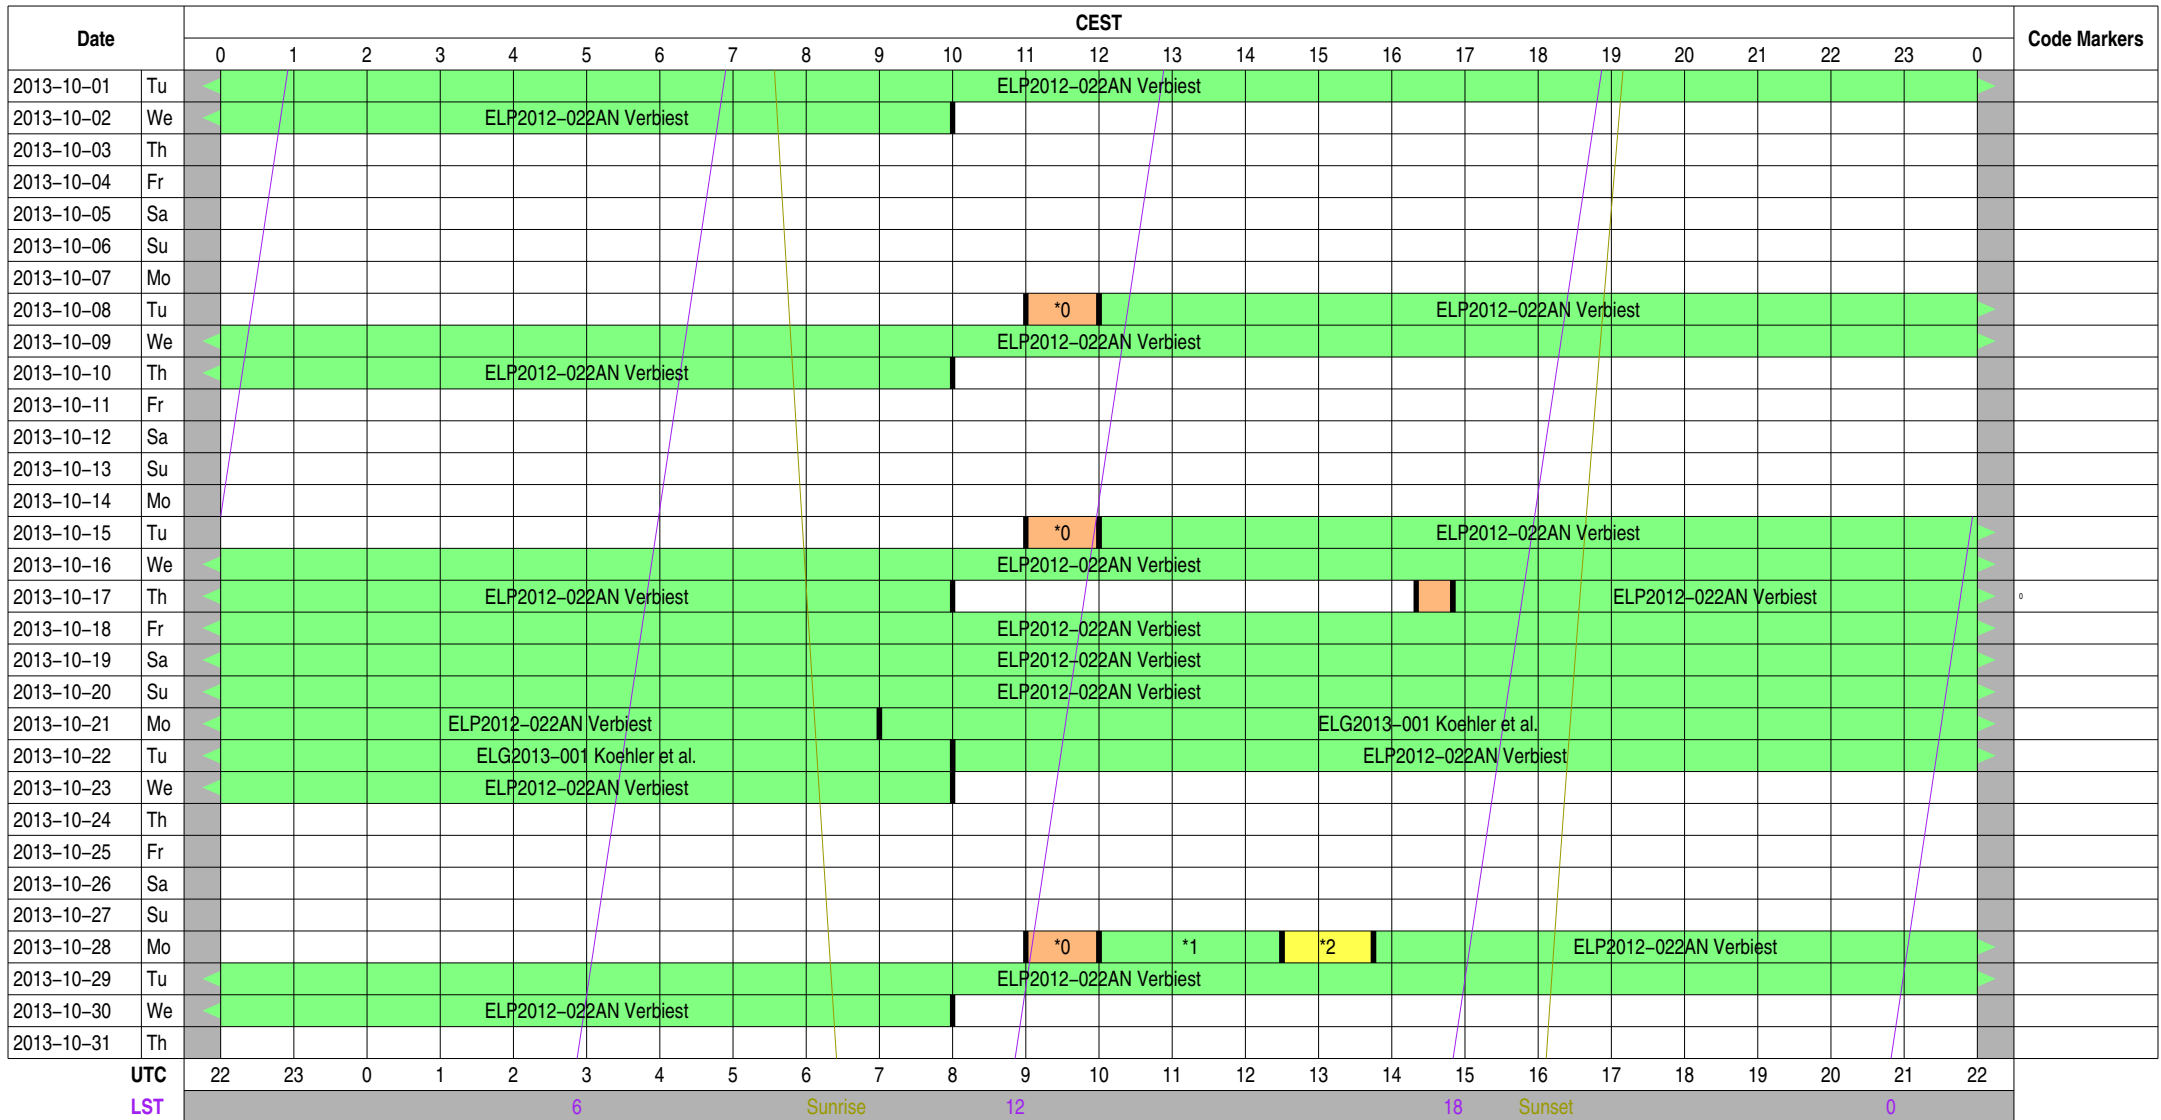 CEST
Date
Code Markers
0 1 2 3 4 5 6 7 8 9 10 11 12 13 14 15 16 17 18 19 20 21 22 23 0
2013–10–01 Tu ELP2012–022AN Verbiest
2013–10–02 We ELP2012–022AN Verbiest
2013–10–03 Th
2013–10–04 Fr
2013–10–05 Sa
2013–10–06 Su
2013–10–07 Mo
2013–10–08 Tu *0 ELP2012–022AN Verbiest
2013–10–09 We ELP2012–022AN Verbiest
2013–10–10 Th ELP2012–022AN Verbiest
2013–10–11 Fr
2013–10–12 Sa
2013–10–13 Su
2013–10–14 Mo
2013–10–15 Tu *0 ELP2012–022AN Verbiest
2013–10–16 We ELP2012–022AN Verbiest
2013–10–17 Th ELP2012–022AN Verbiest ELP2012–022AN Verbiest 0
2013–10–18 Fr ELP2012–022AN Verbiest
2013–10–19 Sa ELP2012–022AN Verbiest
2013–10–20 Su ELP2012–022AN Verbiest
2013–10–21 Mo ELP2012–022AN Verbiest ELG2013–001 Koehler et al.
2013–10–22 Tu ELG2013–001 Koehler et al. ELP2012–022AN Verbiest
2013–10–23 We ELP2012–022AN Verbiest
2013–10–24 Th
2013–10–25 Fr
2013–10–26 Sa
2013–10–27 Su
2013–10–28 Mo *0 *1 *2 ELP2012–022AN Verbiest
2013–10–29 Tu ELP2012–022AN Verbiest
2013–10–30 We ELP2012–022AN Verbiest
2013–10–31 Th
UTC 22 23 0 1 2 3 4 5 6 7 8 9 10 11 12 13 14 15 16 17 18 19 20 21 22
LST 6 Sunrise 12 18 Sunset 0